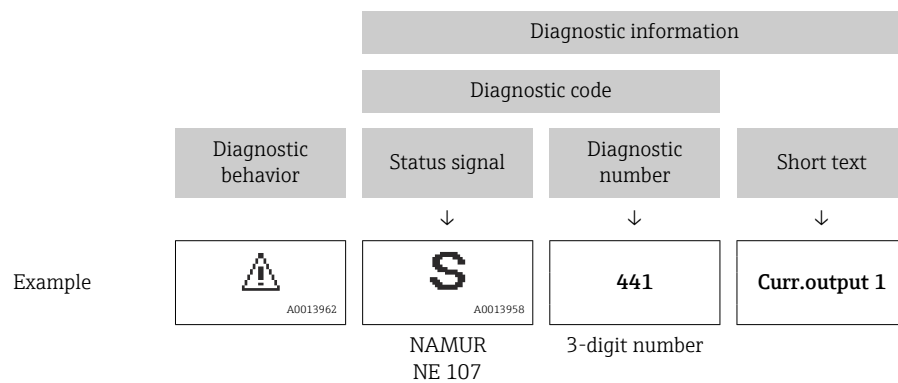 Diagnostic information
Diagnostic code
Diagnostic
behavior
Status signal
Diagnostic
number
Short text
Example
A0013962
S
A0013958
441
Curr.output 1
NAMUR
NE 107
3-digit number